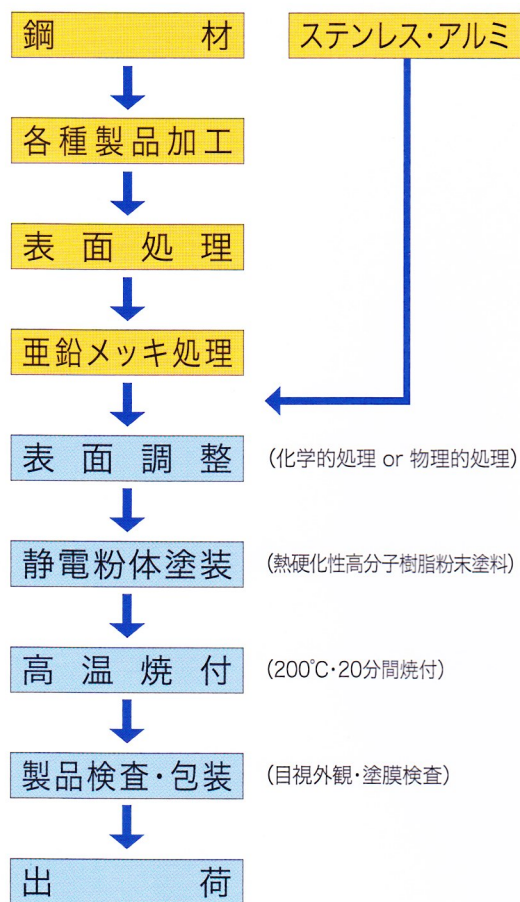 鋼材
ステンレス・アルミ
各種製品加工
表面処理
亜鉛メッキ処理
表面調整
(化学的処理 or 物理的処理)
静電粉体塗装
(熱硬化性高分子樹脂粉末塗料)
高温焼付
(200℃・20分間焼付)
製品検査・包装
(目視外観・塗膜検査)
出荷